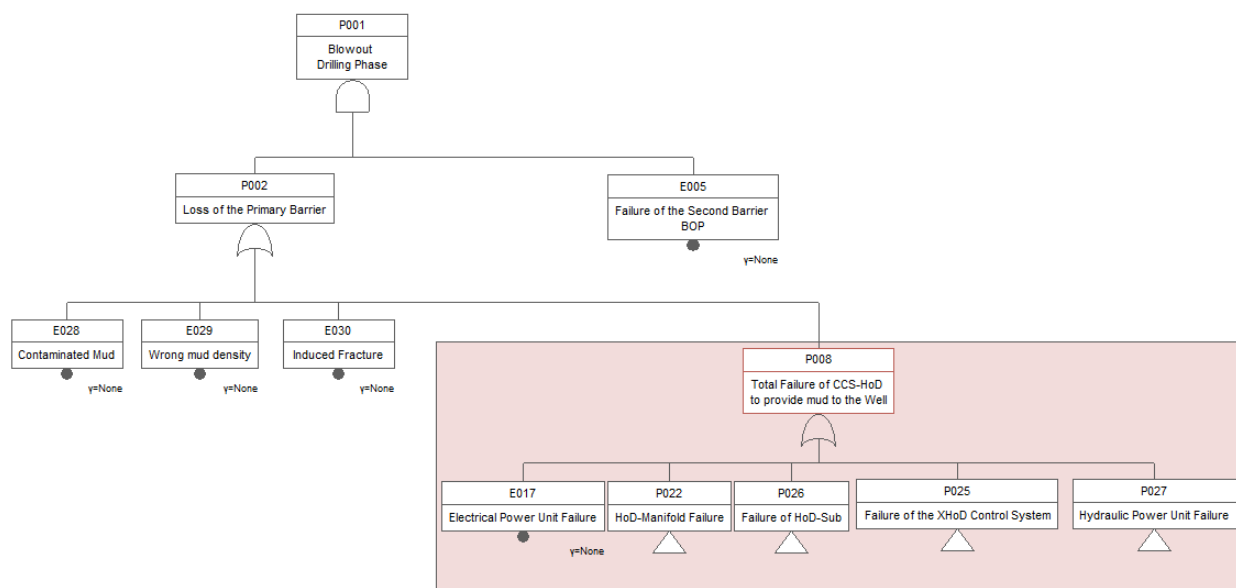 P001
Blowout
Drilling Phase
P002
Loss of the Primary Barrier
E005
Failure of the Second Barrier
BOP
γ=None
E028
Contaminated Mud
γ=None
E029
Wrong mud density
γ=None
E030
Induced Fracture
γ=None
P008
Total Failure of CCS-HoD
to provide mud to the Well
E017
Electrical Power Unit Failure
γ=None
P022
HoD-Manifold Failure
P026
Failure of HoD-Sub
P025
Failure of the XHoD Control System
P027
Hydraulic Power Unit Failure